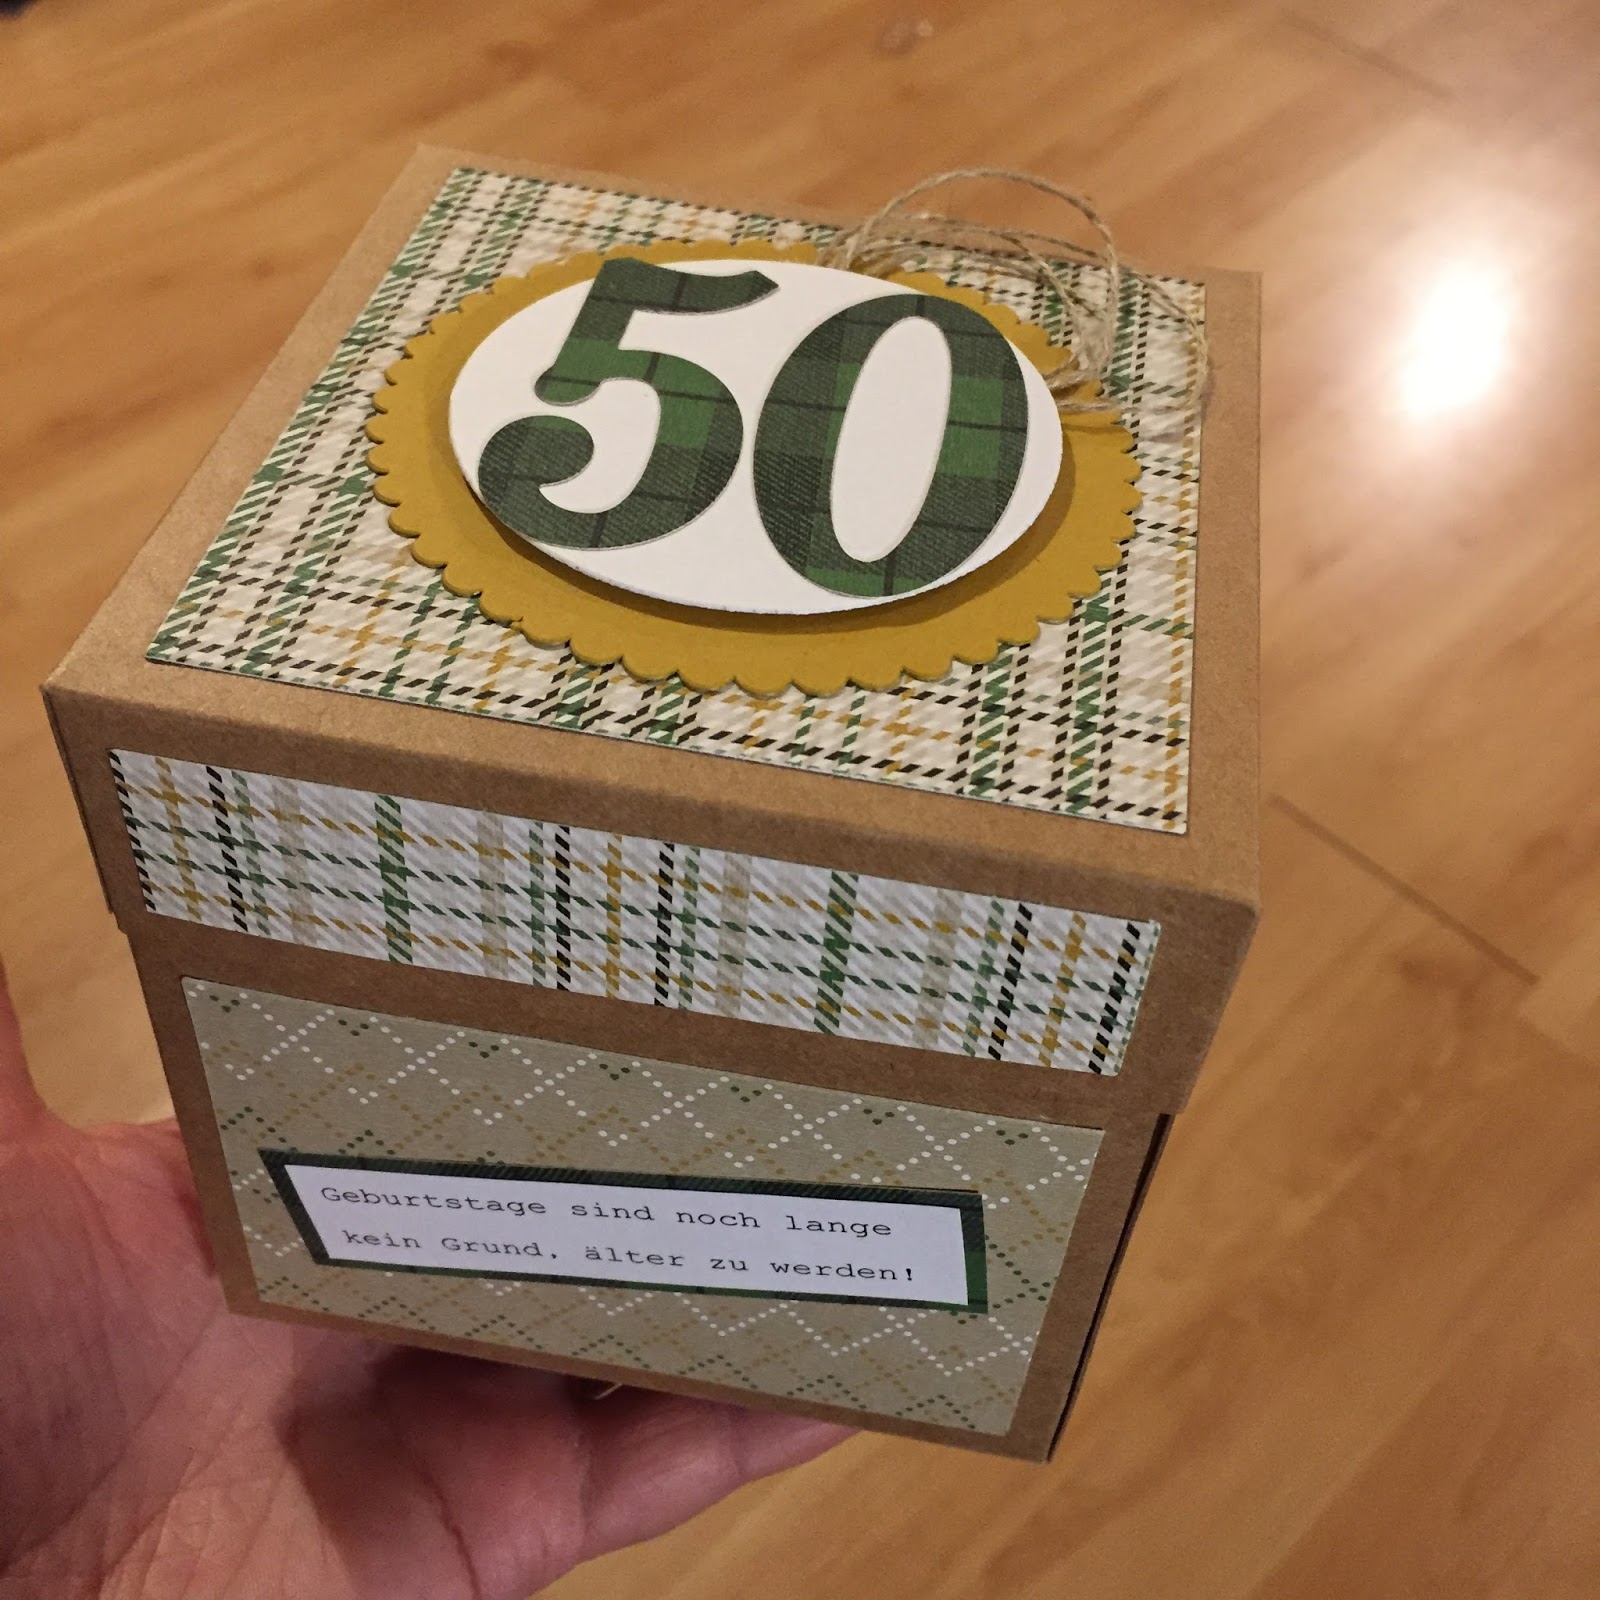 50
Geburtstage sind noch lange
kein Grund, älter zu werden!